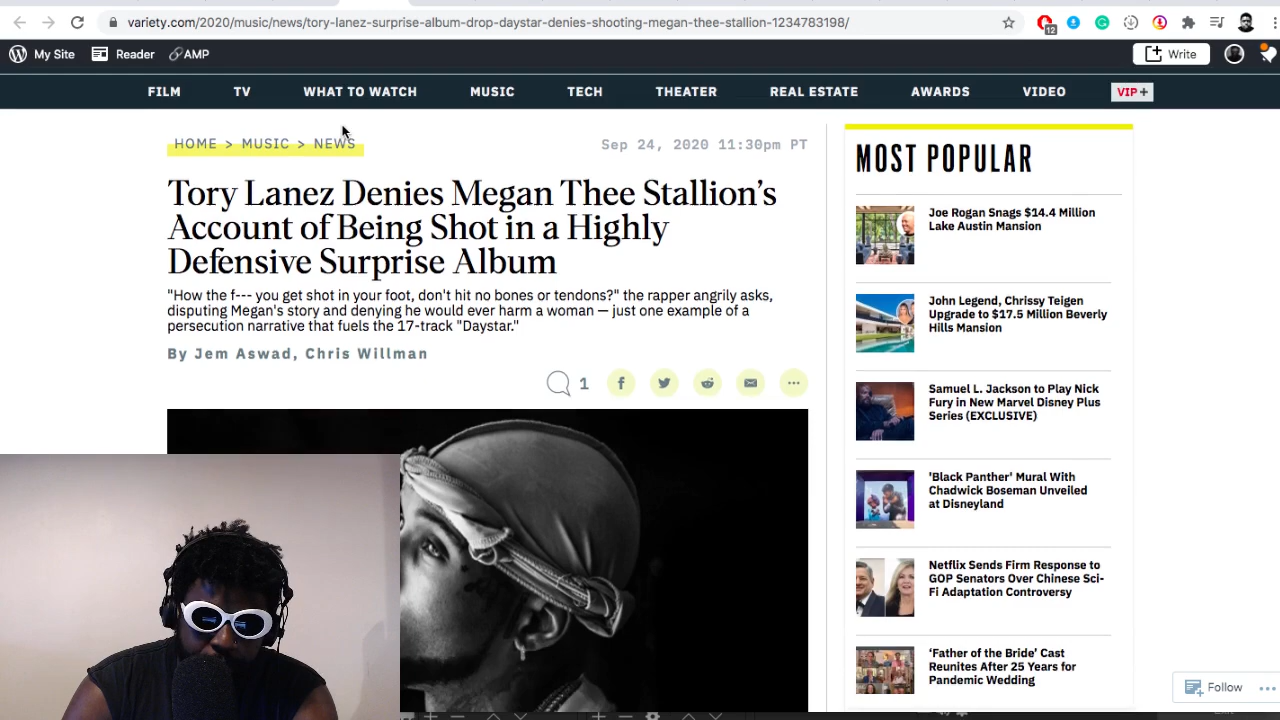 variety.com/2020/music/news/tory-lanez-surprise-album-drop-daystar-denies-shooting-megan-thee-stallion-1234783198/
12
My Site Reader AMP Write
FILM TV WHAT TO WATCH MUSIC TECH THEATER REAL ESTATE AWARDS VIDEO VIP+
HOME > MUSIC > NEWS Sep 24, 2020 11:30pm PT
Tory Lanez Denies Megan Thee Stallion's
Account of Being Shot in a Highly
Defensive Surprise Album
"How the f--- you get shot in your foot, don't hit no bones or tendons?" the rapper angrily asks,
disputing Megan's story and denying he would ever harm a woman — just one example of a
persecution narrative that fuels the 17-track "Daystar."
By Jem Aswad, Chris Willman
1
MOST POPULAR
Joe Rogan Snags $14.4 Million
Lake Austin Mansion
John Legend, Chrissy Teigen
Upgrade to $17.5 Million Beverly
Hills Mansion
Samuel L. Jackson to Play Nick
Fury in New Marvel Disney Plus
Series (EXCLUSIVE)
'Black Panther' Mural With
Chadwick Boseman Unveiled
at Disneyland
Netflix Sends Firm Response to
GOP Senators Over Chinese Sci-
Fi Adaptation Controversy
‘Father of the Bride’ Cast
Reunites After 25 Years for
Pandemic Wedding
Follow